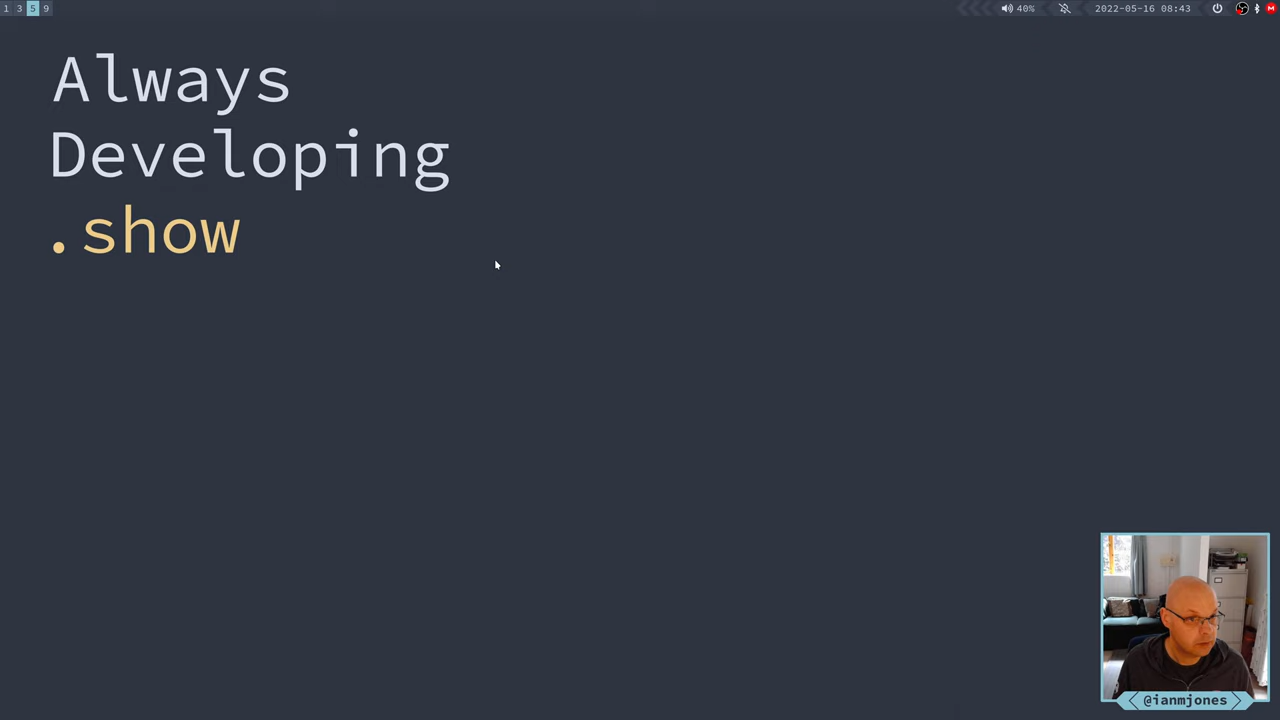 1 3 5 9
40%
2022-05-16 08:43
Always
Developing
.show
@ianmjones